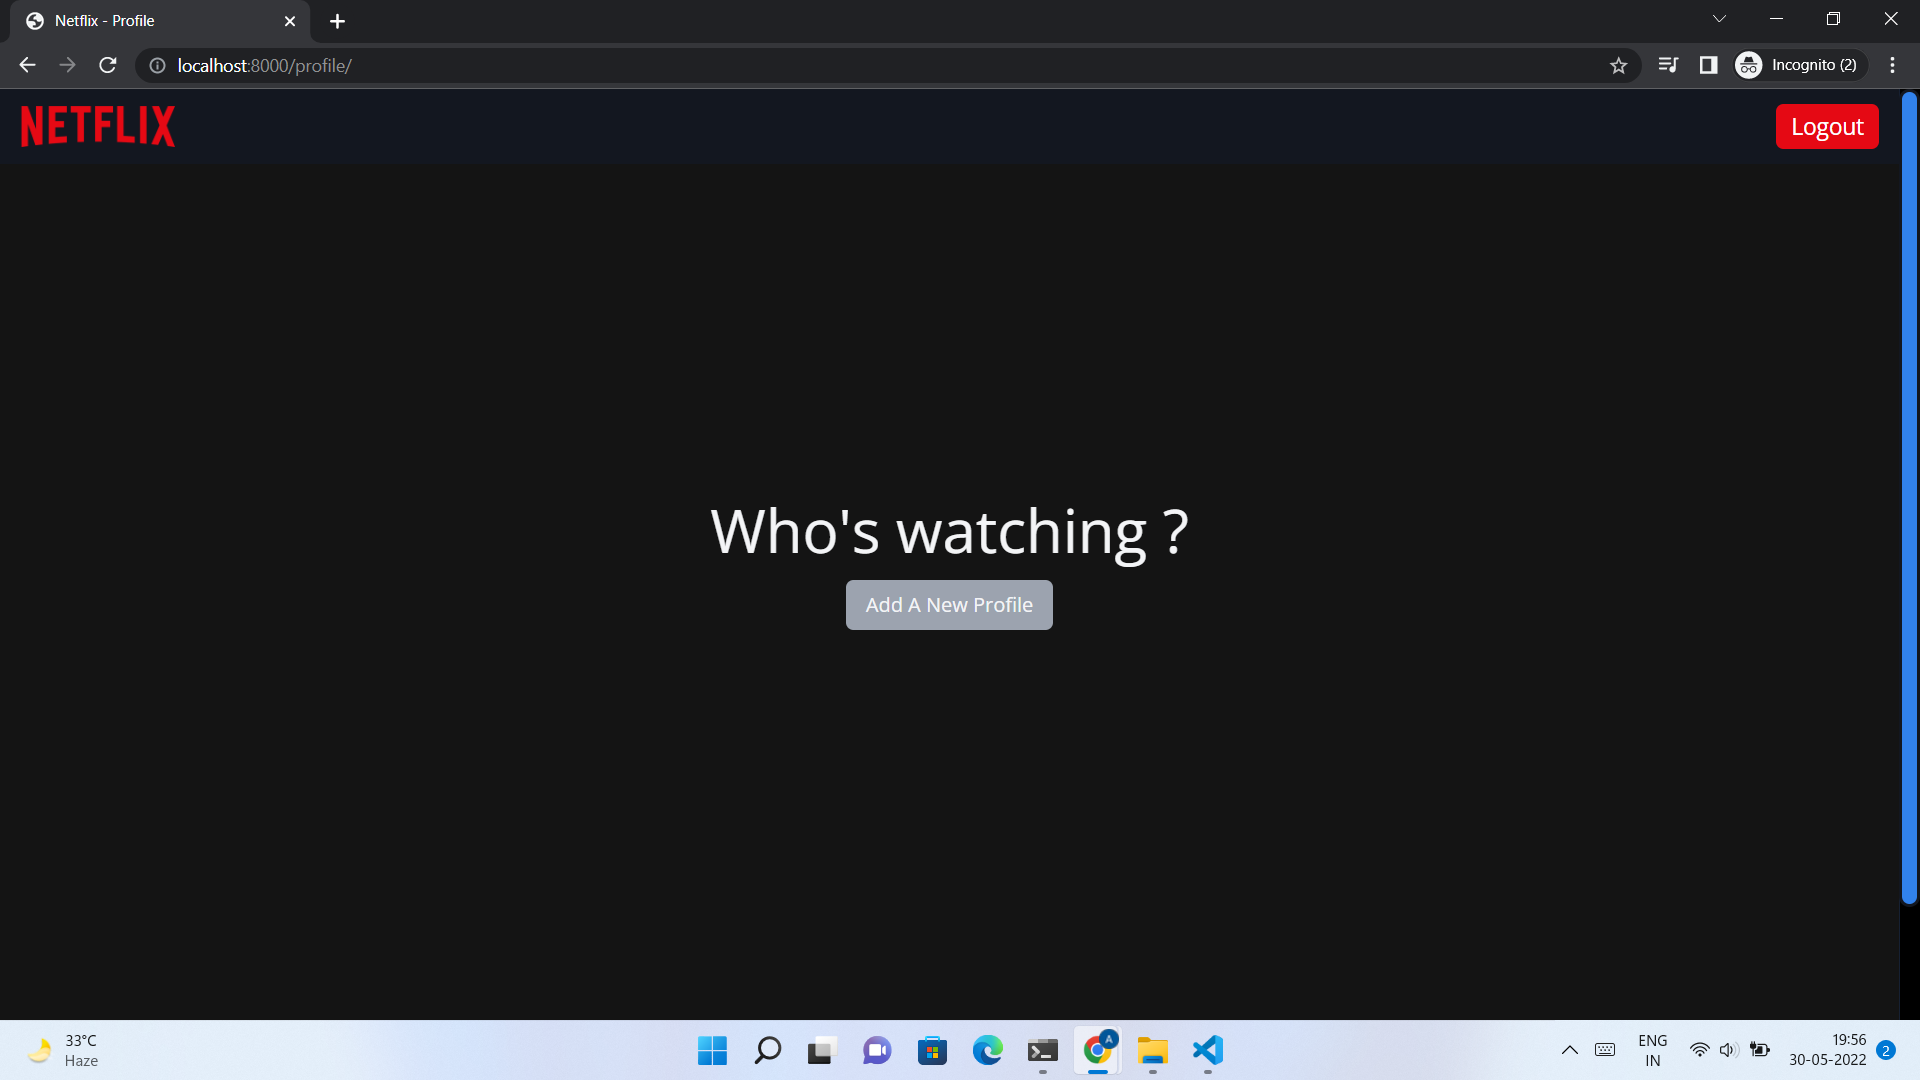 Netflix - Profile
localhost:8000/profile/
Incognito (2)
NETFLIX
Logout
Who's watching ?
Add A New Profile
33°C
Haze
A
ENG
IN
19:56
30-05-2022
2